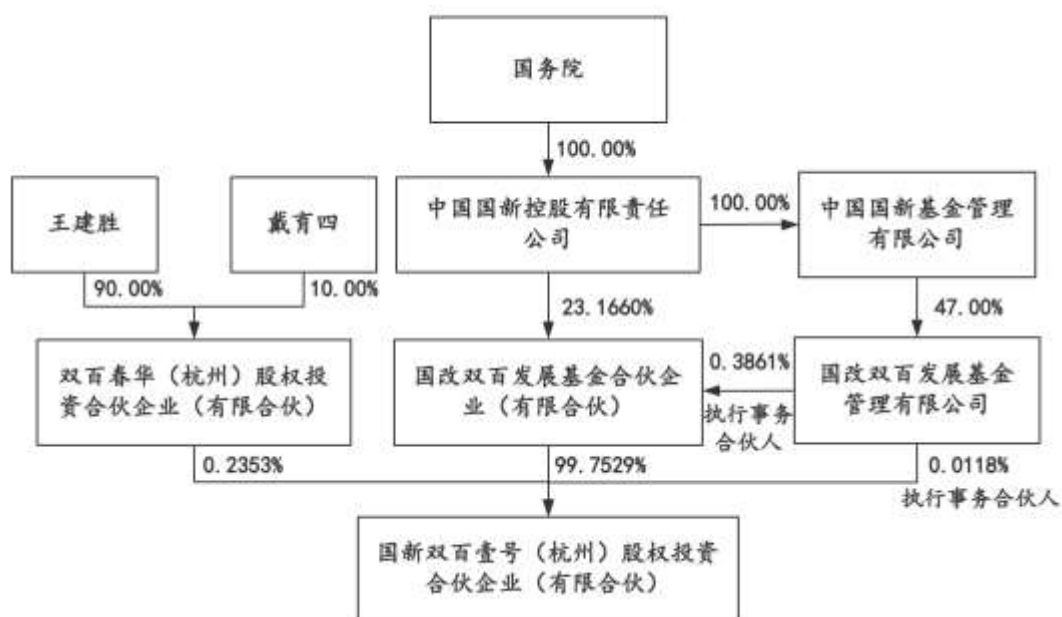 国务院
100.00%
王建胜
戴育四
中国国新控股有限责任
公司
100.00%
中国国新基金管理
有限公司
90.00%
10.00%
23.1660%
47.00%
双百春华（杭州）股权投
资合伙企业（有限合伙）
国改双百发展基金合伙企
业（有限合伙）
0.3861%
执行事务
合伙人
国改双百发展基金
管理有限公司
0.2353%
99.7529%
0.0118%
执行事务合伙人
国新双百壹号（杭州）股权投资
合伙企业（有限合伙）